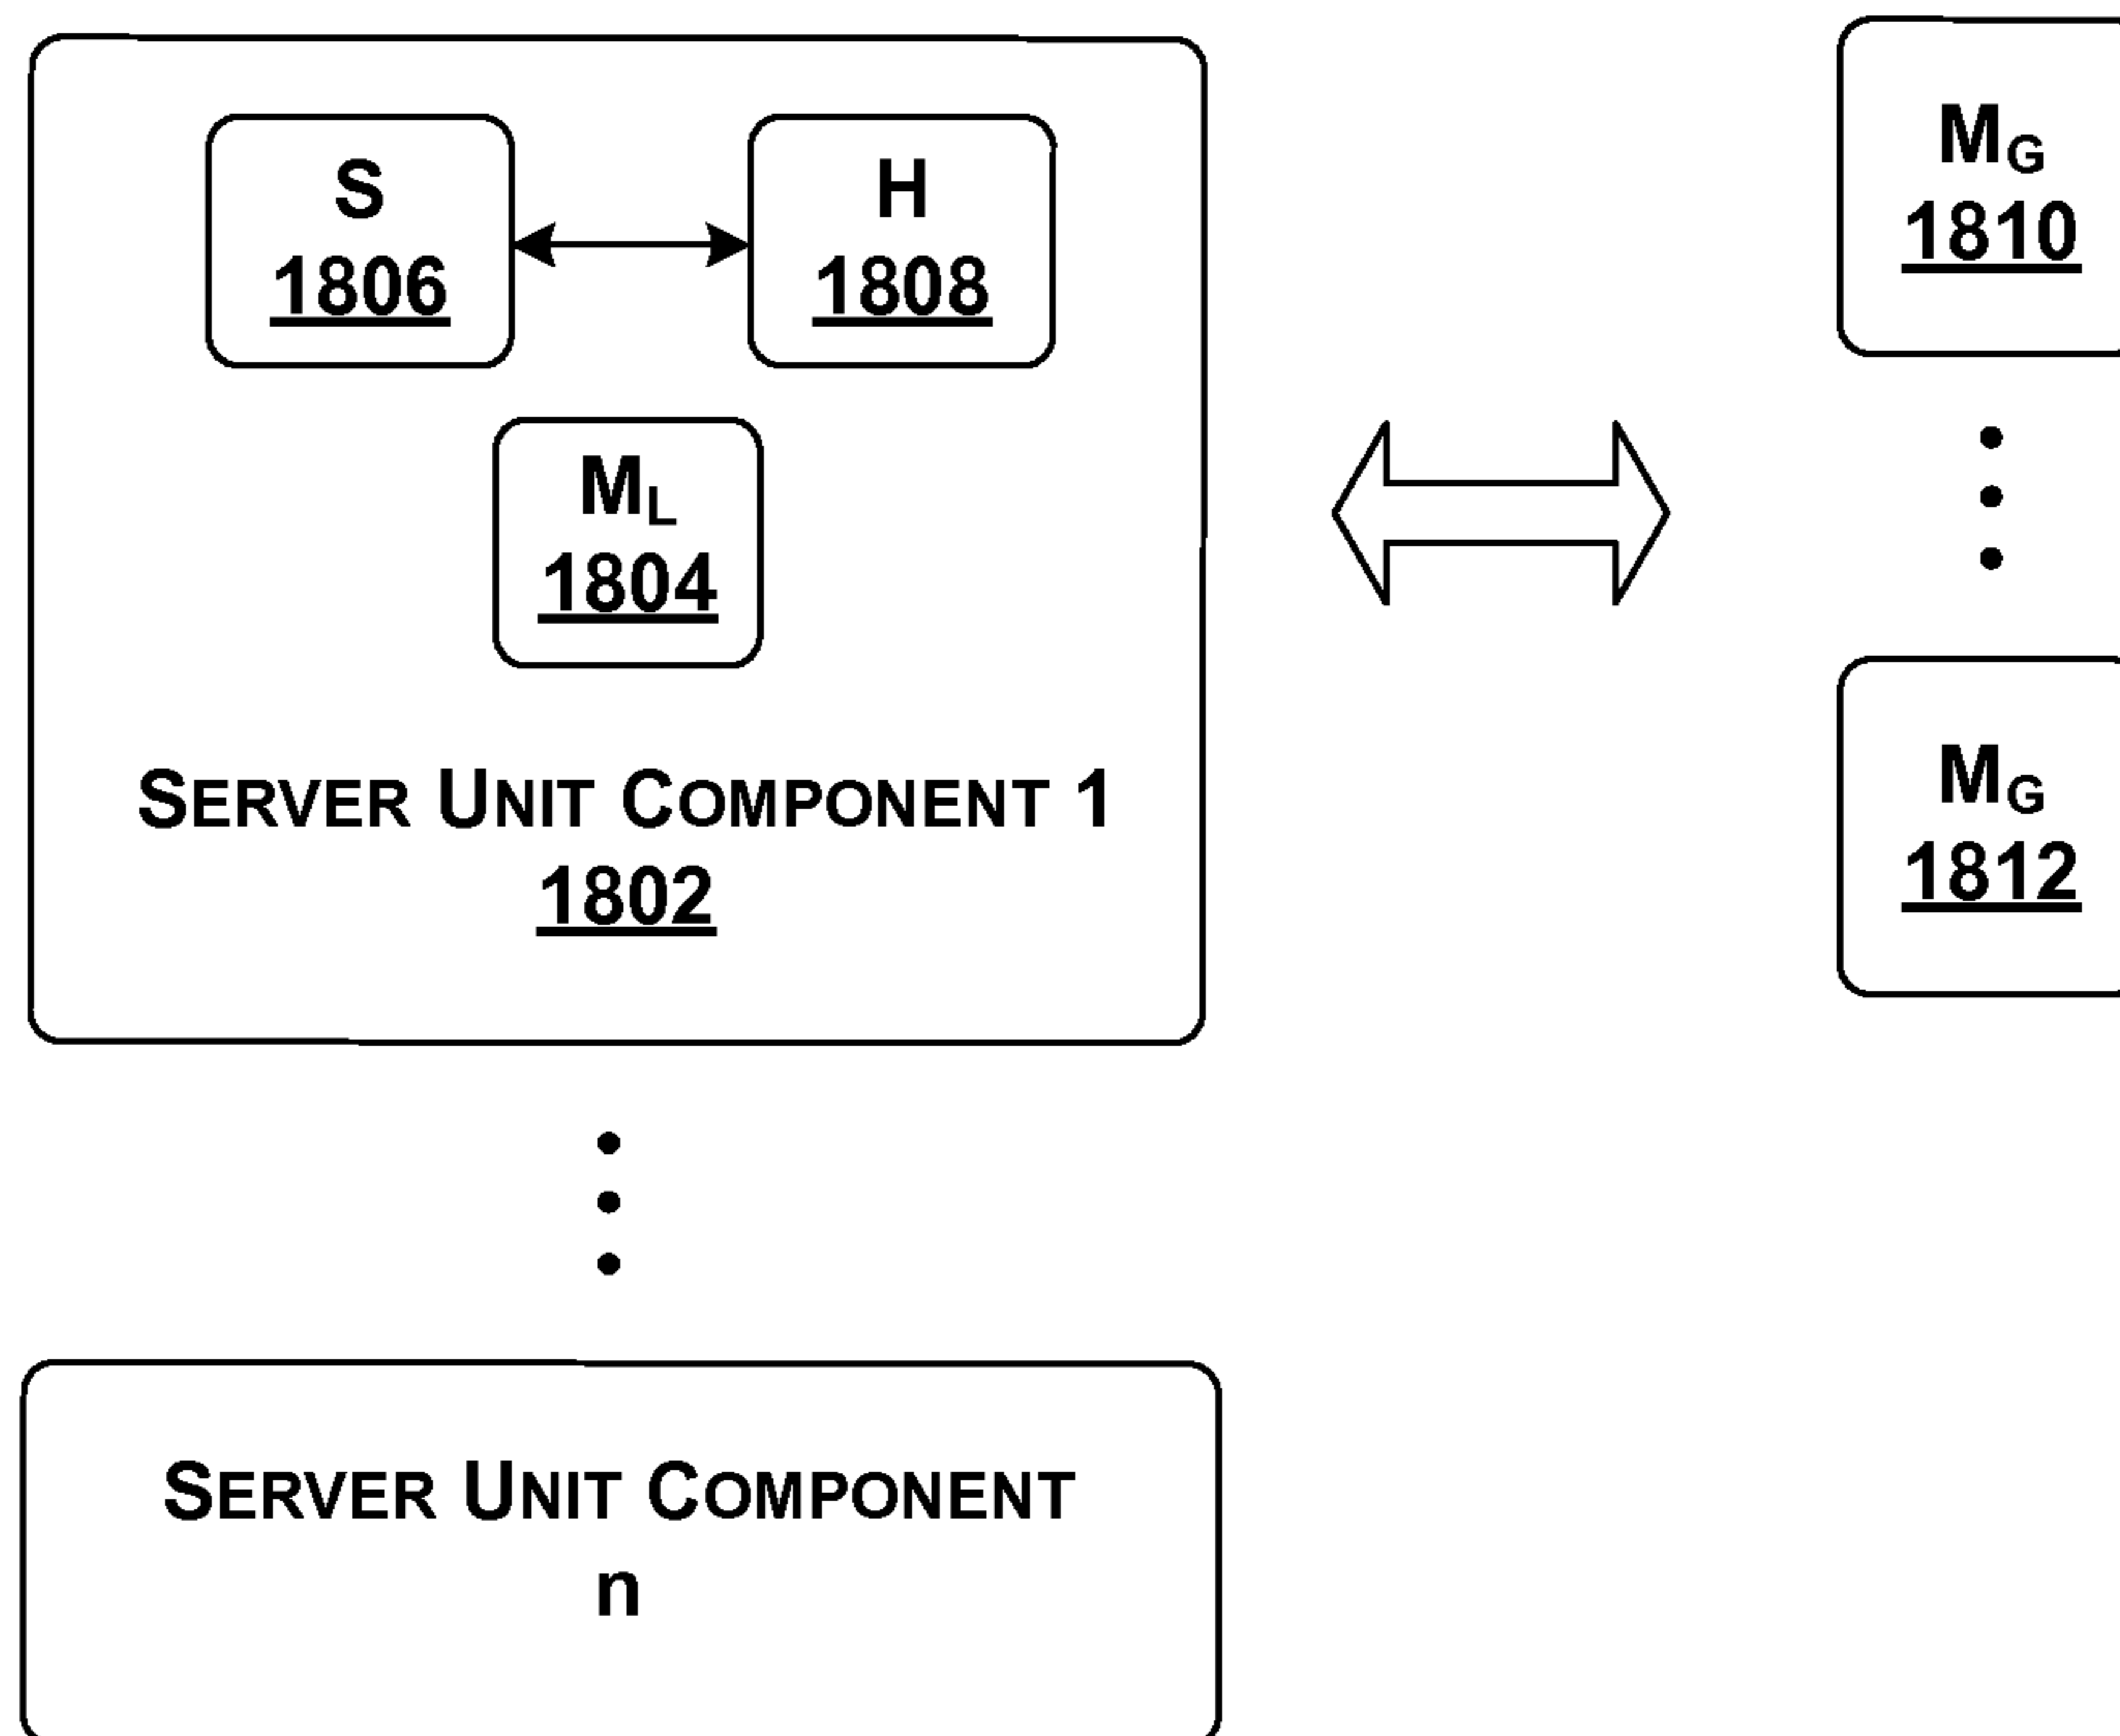 S
1806
H
1808
ML
1804
SERVER UNIT COMPONENT 1
1802
MG
1810
MG
1812
SERVER UNIT COMPONENT
n